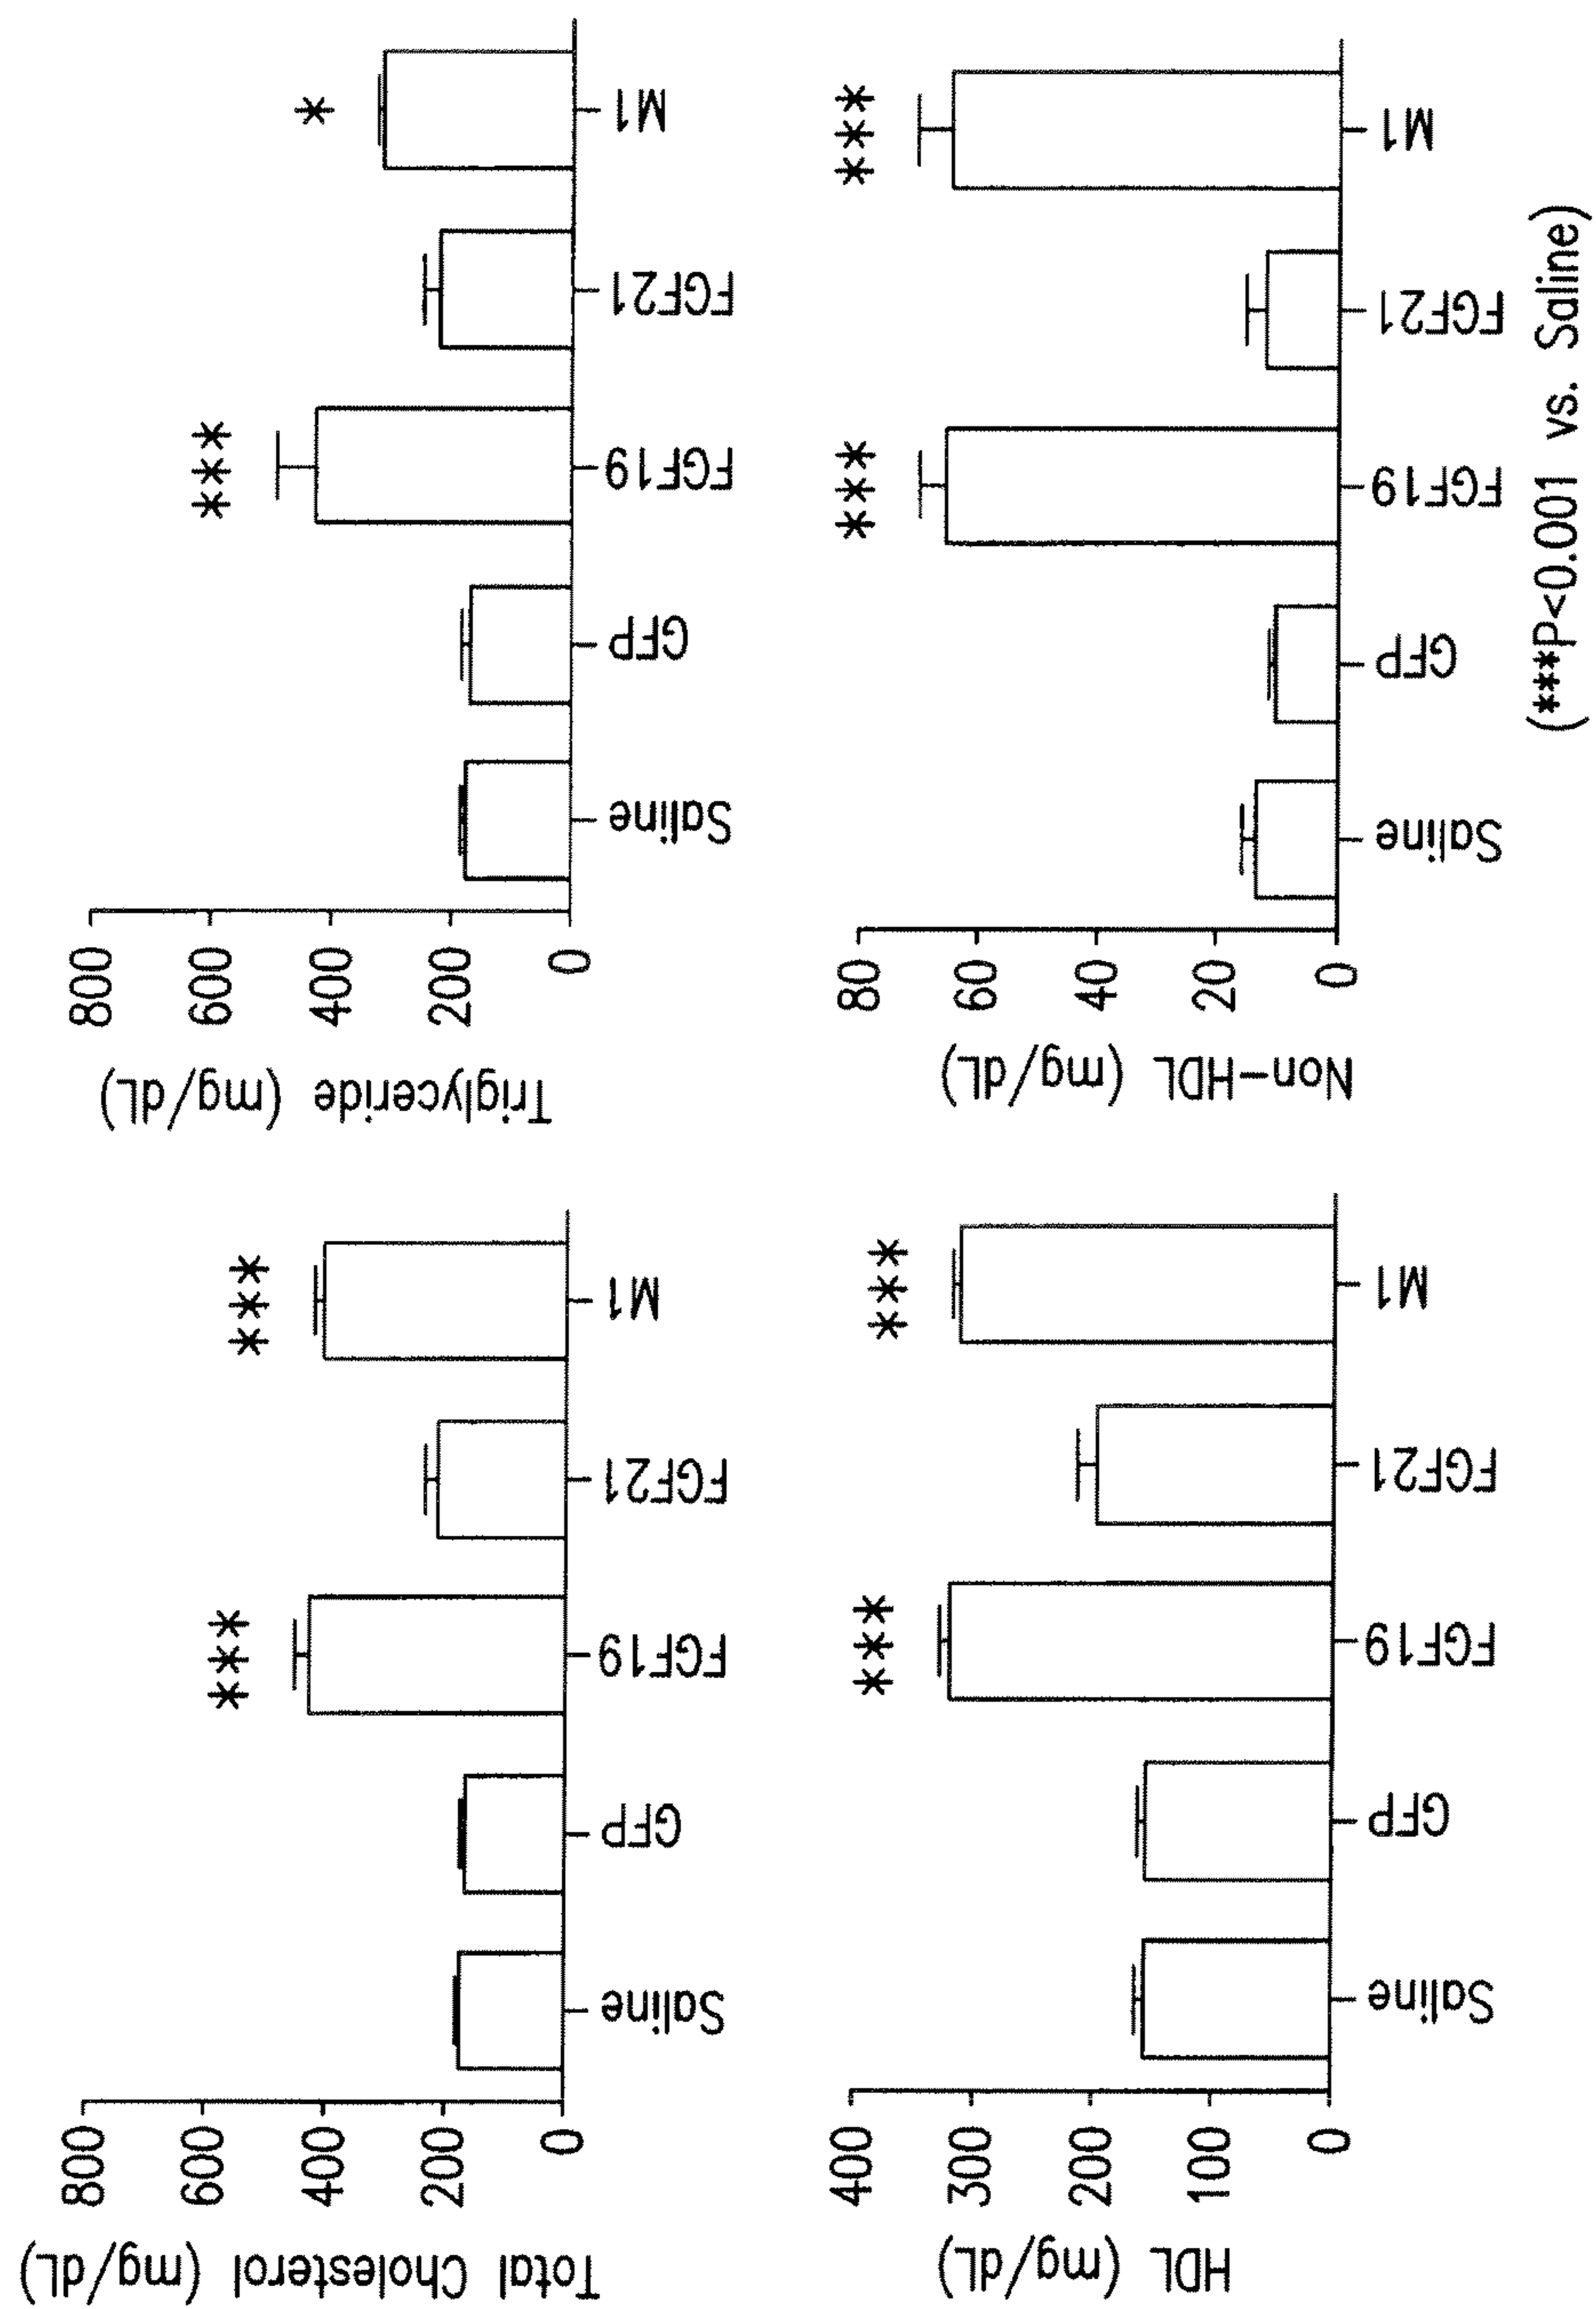 Total Cholesterol (mg/dL)
800
600
400
200
0
***
***
Saline
GFP
FGF19
FGF21
M1
Triglyceride (mg/dL)
800
600
400
200
0
***
*
Saline
GFP
FGF19
FGF21
M1
HDL (mg/dL)
400
300
200
100
0
***
***
Saline
GFP
FGF19
FGF21
M1
Non-HDL (mg/dL)
80
60
40
20
0
***
***
Saline
GFP
FGF19
FGF21
M1
(***P<0.001 vs. Saline)